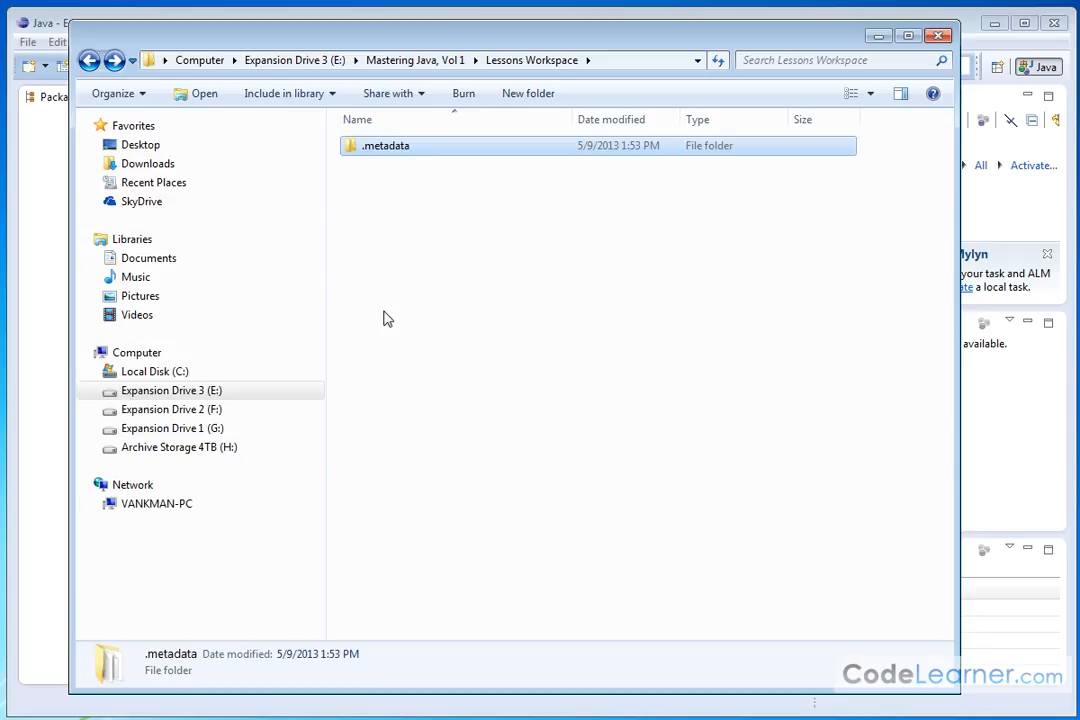 Java - E
File Edit
Computer Expansion Drive 3 (E:) Mastering Java, Vol 1 Lessons Workspace
Search Lessons Workspace
Java
Organize Open Include in library Share with Burn New folder
Packa
Name Date modified Type Size
.metadata 5/9/2013 1:53 PM File folder
Favorites
Desktop
Downloads
Recent Places
SkyDrive
Libraries
Documents
Music
Pictures
Videos
Computer
Local Disk (C:)
Expansion Drive 3 (E:)
Expansion Drive 2 (F:)
Expansion Drive 1 (G:)
Archive Storage 4TB (H:)
Network
VANKMAN-PC
All Activate...
Mylyn
your task and ALM
ate a local task.
available.
.metadata Date modified: 5/9/2013 1:53 PM
File folder
CodeLearner.com